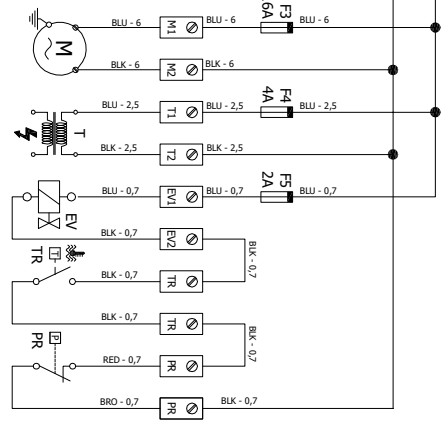 BLU - 6 M1 BLU - 6 F3 6A BLU - 6
M
BLK - 6 M2 BLK - 6
BLU - 2,5 T1 BLU - 2,5 F4 4A BLU - 2,5
T
BLK - 2,5 T2 BLK - 2,5
BLU - 0,7 EV1 BLU - 0,7 F5 2A BLU - 0,7
EV
BLK - 0,7 EV2
BLK - 0,7
TR T
BLK - 0,7 TR
BLK - 0,7 TR
BLK - 0,7
PR P
RED - 0,7 PR
BRO - 0,7 PR BLK - 0,7